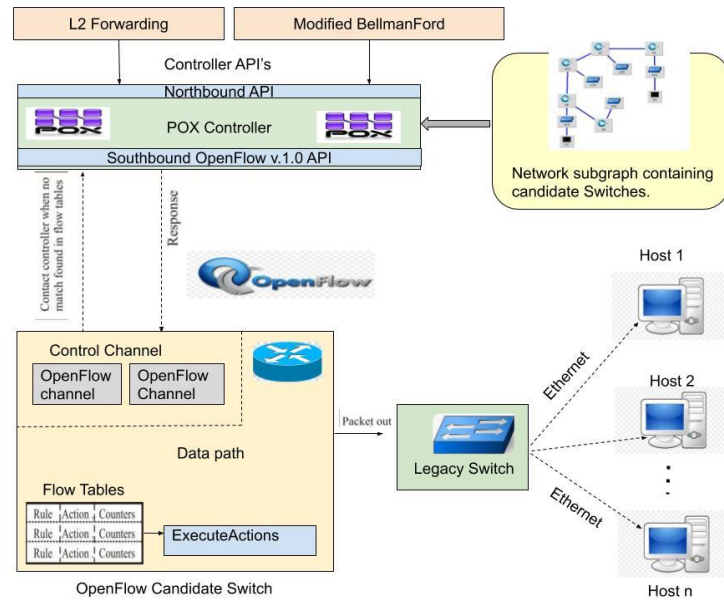 L2 Forwarding
Modified BellmanFord
Controller API's
Northbound API
POX
POX Controller
POX
Southbound OpenFlow v.1.0 API
Network subgraph containing
candidate Switches.
Contact controller when no
match found in flow tables
Response
OpenFlow
Host 1
Control Channel
OpenFlow
channel
OpenFlow
Channel
Ethernet
Host 2
Packet out
Data path
Legacy Switch
Flow Tables
Rule Action Counters
Rule Action Counters
Rule Action Counters
ExecuteActions
Ethernet
OpenFlow Candidate Switch
Host n